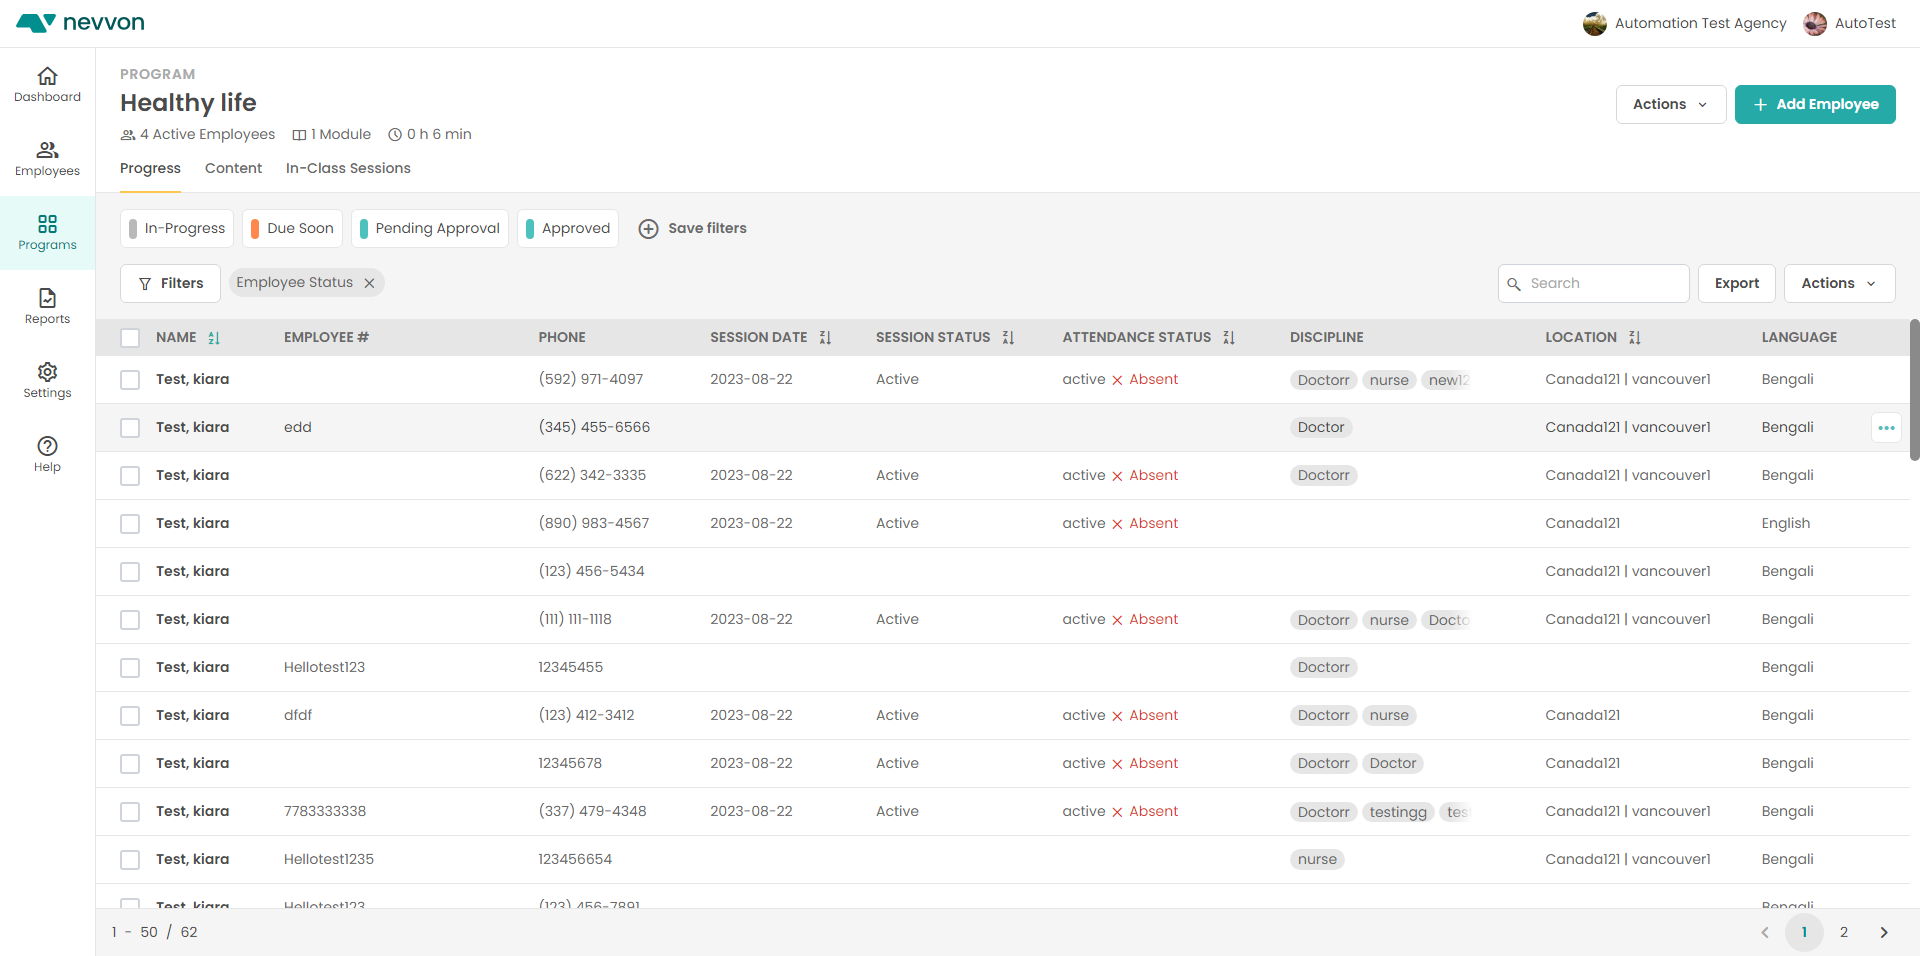 nevvon
Automation Test Agency
AutoTest
Dashboard
Employees
Programs
Reports
Settings
Help
PROGRAM
Healthy life
4 Active Employees 1 Module 0 h 6 min
Actions
+ Add Employee
Progress Content In-Class Sessions
In-Progress Due Soon Pending Approval Approved Save filters
Filters Employee Status
Search Export Actions
NAME EMPLOYEE # PHONE SESSION DATE SESSION STATUS ATTENDANCE STATUS DISCIPLINE LOCATION LANGUAGE
Test, kiara (592) 971-4097 2023-08-22 Active active Absent Doctorr nurse new12 Canada121 | vancouver1 Bengali
Test, kiara edd (345) 455-6566 Doctor Canada121 | vancouver1 Bengali
Test, kiara (622) 342-3335 2023-08-22 Active active Absent Doctorr Canada121 | vancouver1 Bengali
Test, kiara (890) 983-4567 2023-08-22 Active active Absent Canada121 English
Test, kiara (123) 456-5434 Canada121 | vancouver1 Bengali
Test, kiara (111) 111-1118 2023-08-22 Active active Absent Doctorr nurse Docto Canada121 | vancouver1 Bengali
Test, kiara Hellotest123 12345455 Doctorr Bengali
Test, kiara dfdf (123) 412-3412 2023-08-22 Active active Absent Doctorr nurse Canada121 Bengali
Test, kiara 12345678 2023-08-22 Active active Absent Doctorr Doctor Canada121 Bengali
Test, kiara 7783333338 (337) 479-4348 2023-08-22 Active active Absent Doctorr testingg tes Canada121 | vancouver1 Bengali
Test, kiara Hellotest1235 123456654 nurse Canada121 | vancouver1 Bengali
Test, kiara Hellotest123 (123) 456-7891 Bengali
1 - 50 / 62
1 2